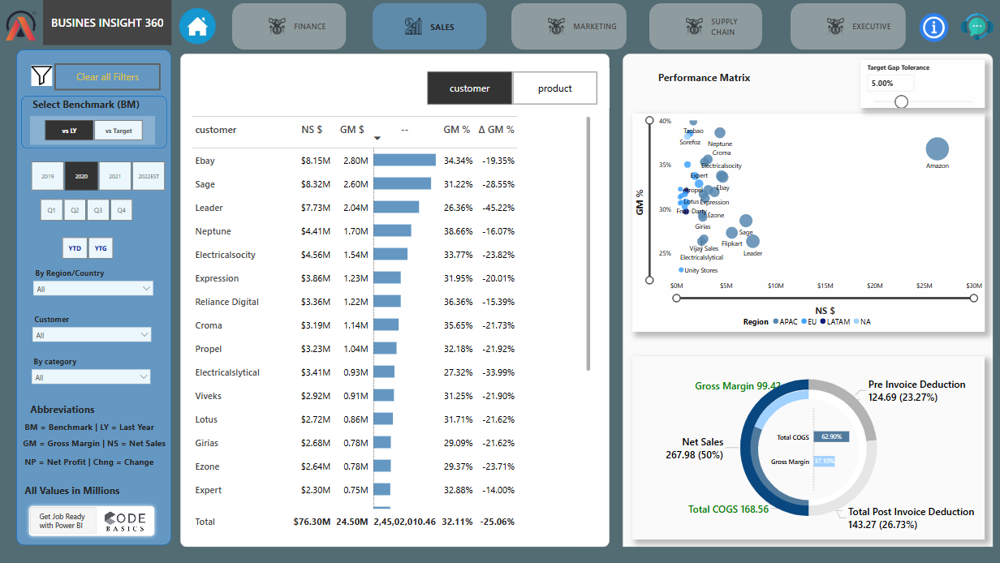 BUSINES INSIGHT 360
FINANCE
SALES
MARKETING
SUPPLY
CHAIN
EXECUTIVE
Clear all Filters
Select Benchmark (BM)
vs LY
vs Target
2019
2020
2021
2022EST
Q1
Q2
Q3
Q4
YTD
YTG
By Region/Country
All
Customer
All
By category
All
Abbreviations
BM = Benchmark | LY = Last Year
GM = Gross Margin | NS = Net Sales
NP = Net Profit | Chng = Change
All Values in Millions
Get Job Ready
with Power BI
CODE
BASICS
customer
product
customer NS $ GM $ -- GM % Δ GM %
Ebay $8.15M 2.80M 34.34% -19.35%
Sage $8.32M 2.60M 31.22% -28.55%
Leader $7.73M 2.04M 26.36% -45.22%
Neptune $4.41M 1.70M 38.66% -16.07%
Electricalsocity $4.56M 1.54M 33.77% -23.82%
Expression $3.86M 1.23M 31.95% -20.01%
Reliance Digital $3.36M 1.22M 36.36% -15.39%
Croma $3.19M 1.14M 35.65% -21.73%
Propel $3.23M 1.04M 32.18% -21.92%
Electricalslytical $3.41M 0.93M 27.32% -33.99%
Viveks $2.92M 0.91M 31.25% -21.90%
Lotus $2.72M 0.86M 31.71% -21.62%
Girias $2.68M 0.78M 29.09% -21.62%
Ezone $2.64M 0.78M 29.37% -23.71%
Expert $2.30M 0.75M 32.88% -14.00%
Total $76.30M 24.50M 2,45,02,010.46 32.11% -25.06%
Performance Matrix
Target Gap Tolerance
5.00%
GM %
40%
35%
30%
25%
Taobao
Sorefoz
Neptune
Croma
Amazon
Electricalsocity
Expert
Propel
Ebay
Lotus
Expression
Fnac-Darty
Ezone
Girias
Sage
Flipkart
Vijay Sales
Leader
Electricalslytical
Unity Stores
$0M $5M $10M $15M $20M $25M $30M
NS $
Region APAC EU LATAM NA
Gross Margin 99.42
Pre Invoice Deduction
124.69 (23.27%)
Net Sales
267.98 (50%)
Total COGS 62.90%
Gross Margin 37.10%
Total COGS 168.56
Total Post Invoice Deduction
143.27 (26.73%)